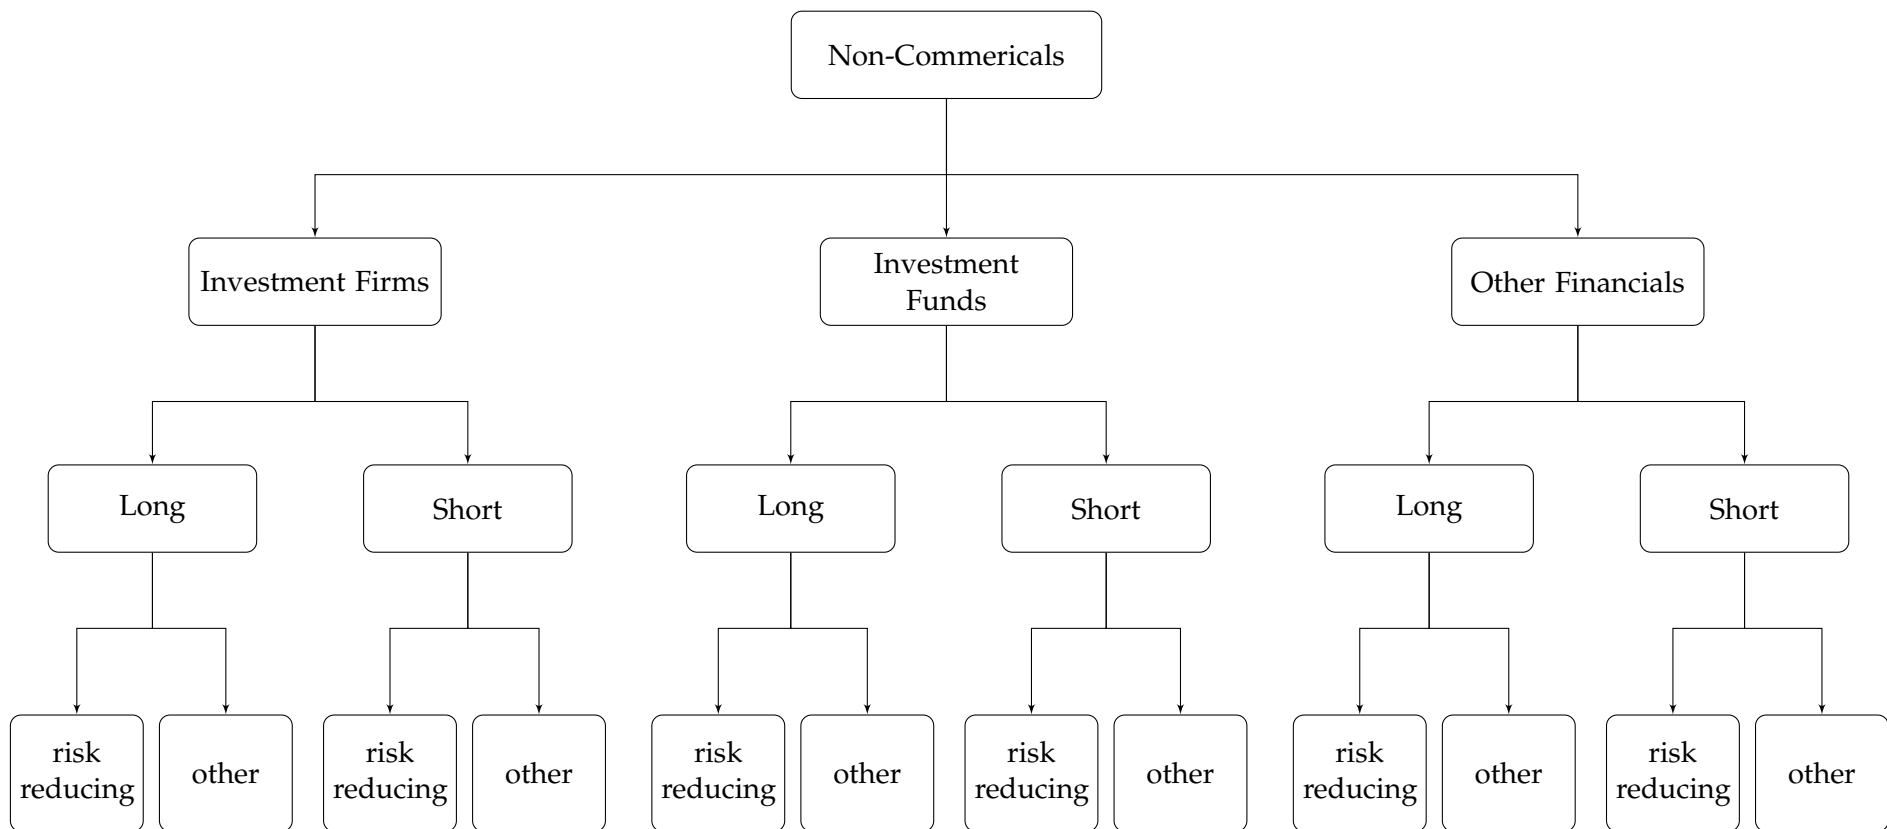 Non-Commericals
Investment Firms
Investment
Funds
Other Financials
Long
Short
Long
Short
Long
Short
risk
reducing
other
risk
reducing
other
risk
reducing
other
risk
reducing
other
risk
reducing
other
risk
reducing
other